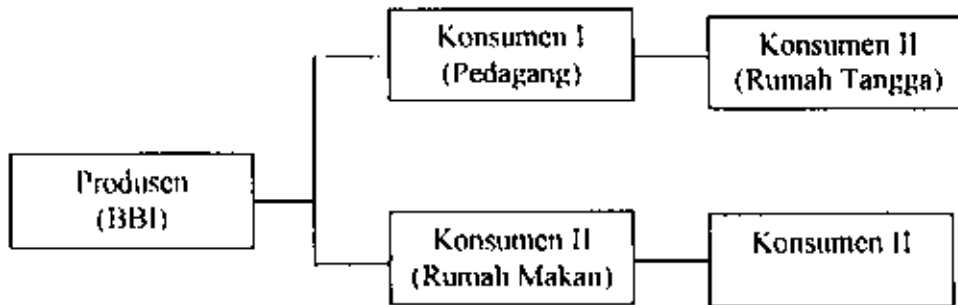 Konsumen I
(Pedagang)
Konsumen II
(Rumah Tangga)
Produsen
(BBI)
Konsumen II
(Rumah Makan)
Konsumen II